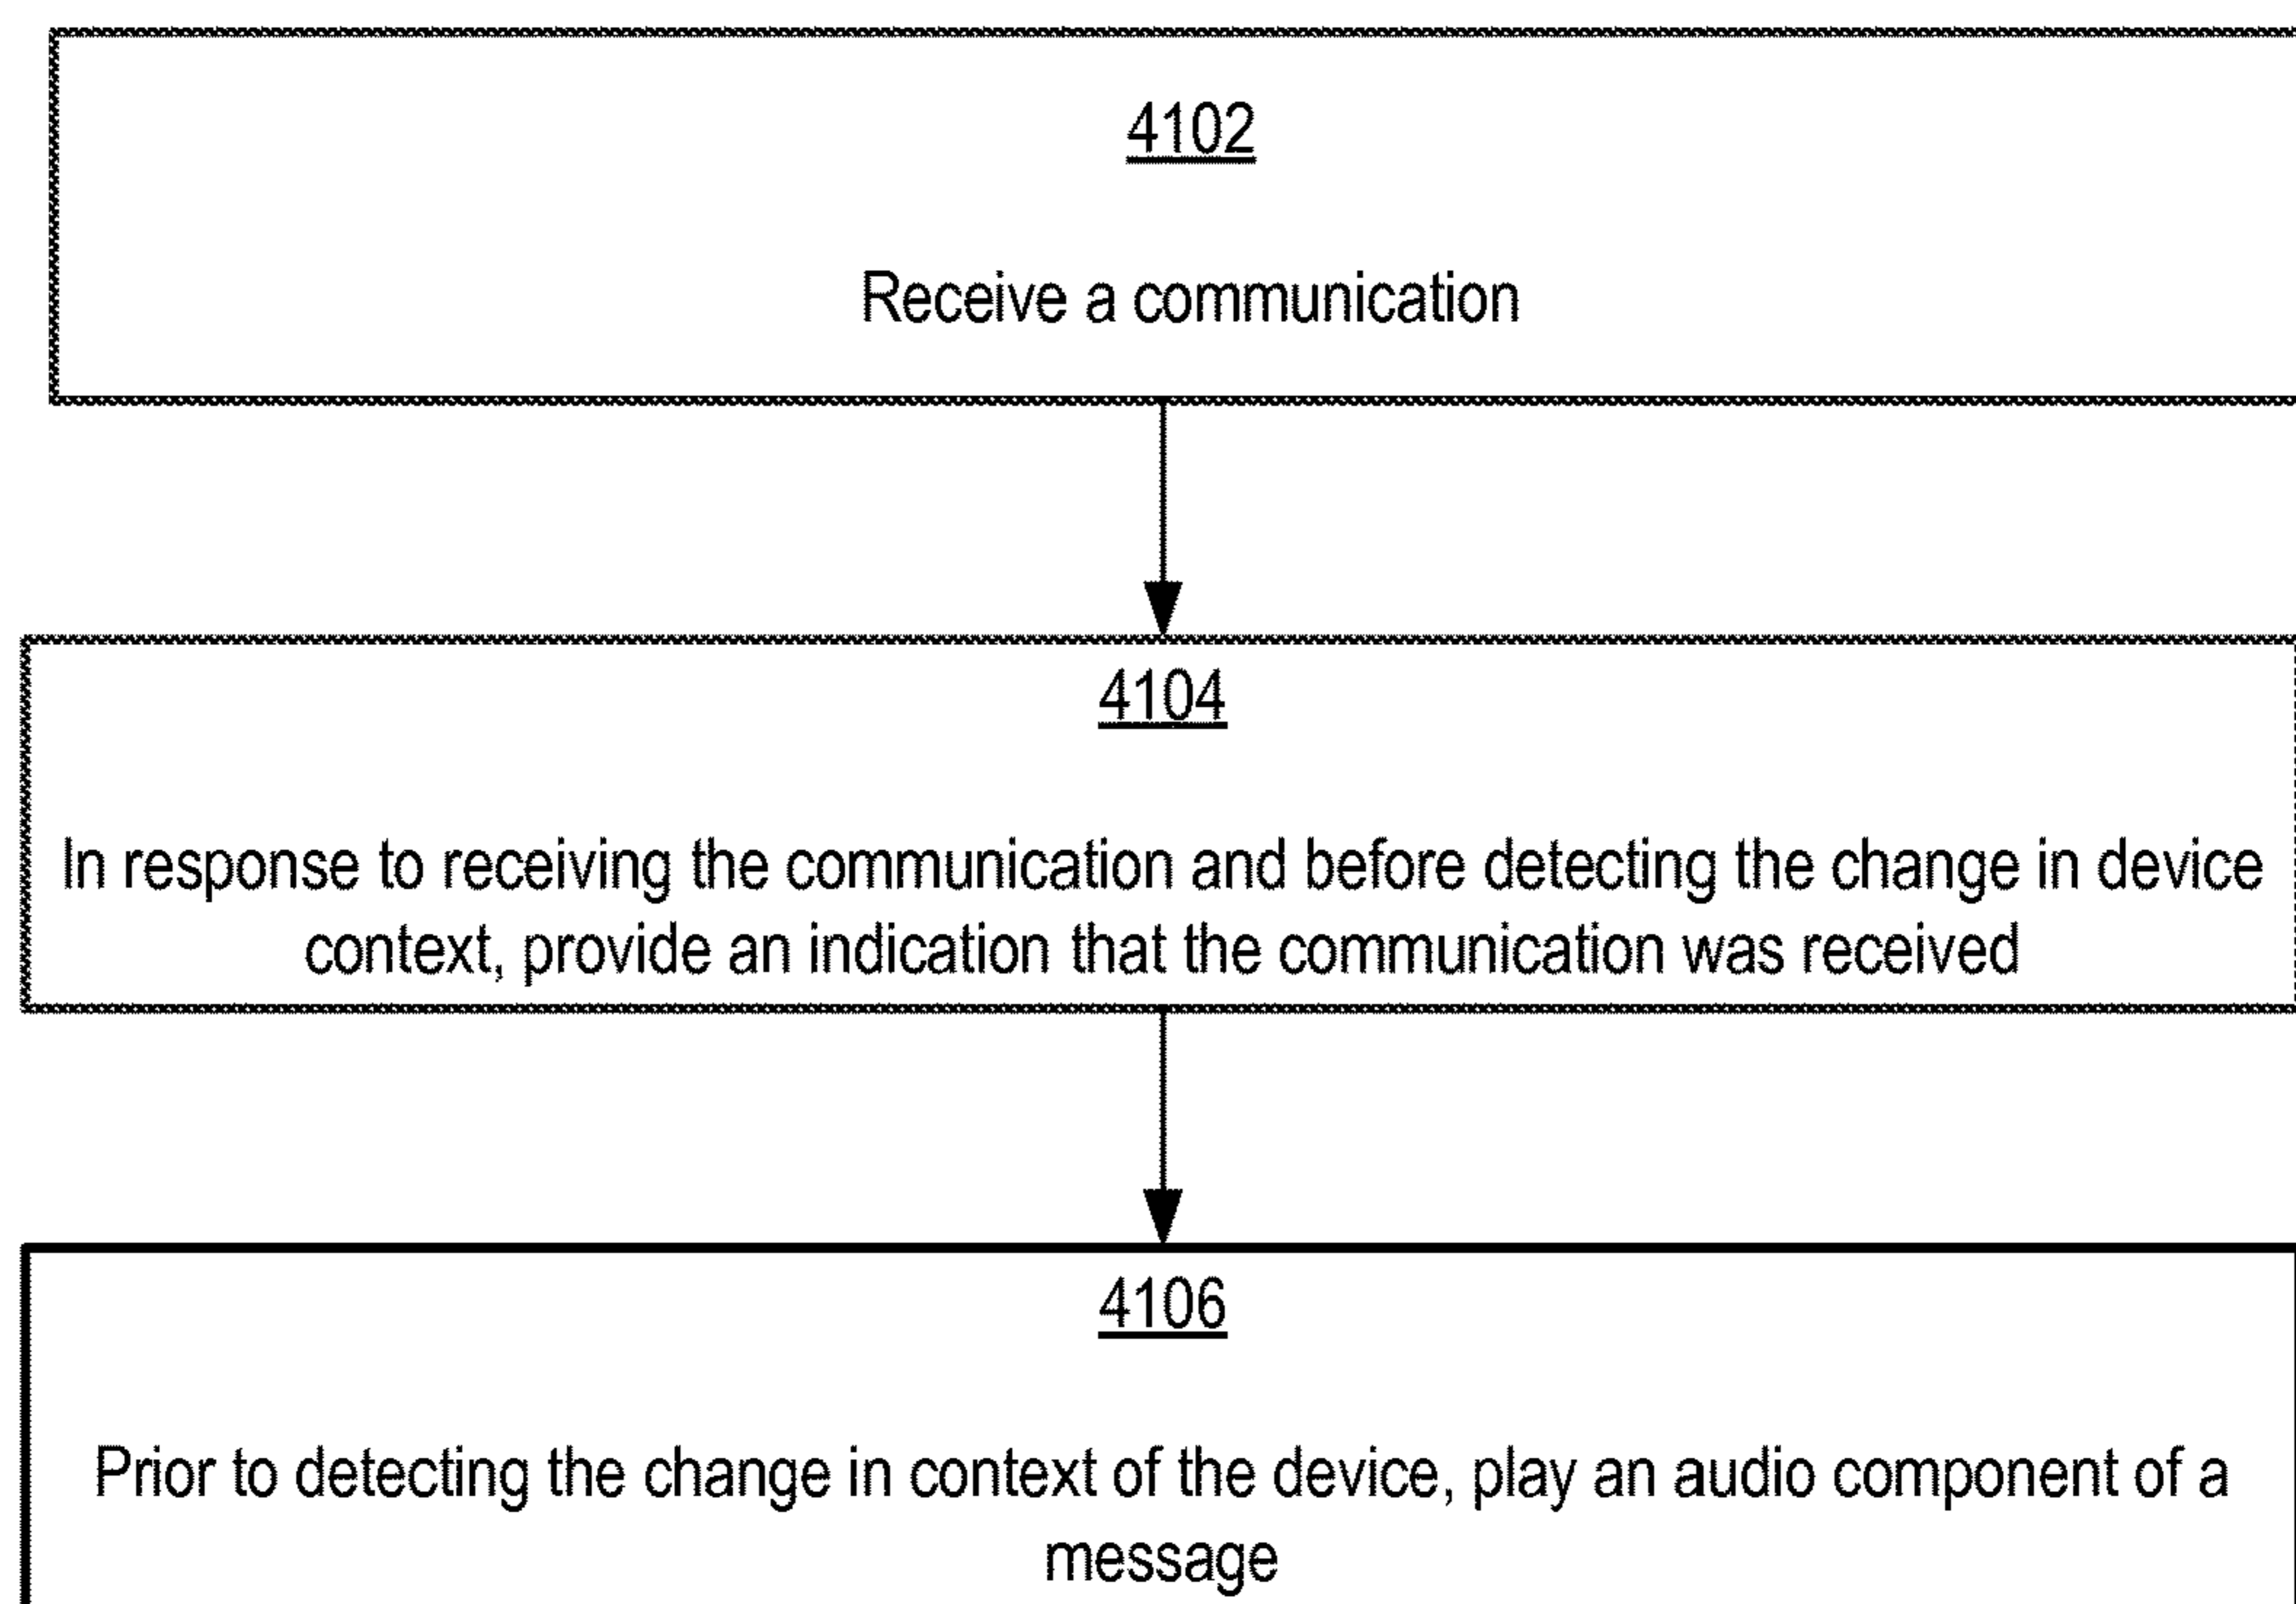 4102
Receive a communication
4104
In response to receiving the communication and before detecting the change in device
context, provide an indication that the communication was received
4106
Prior to detecting the change in context of the device, play an audio component of a
message